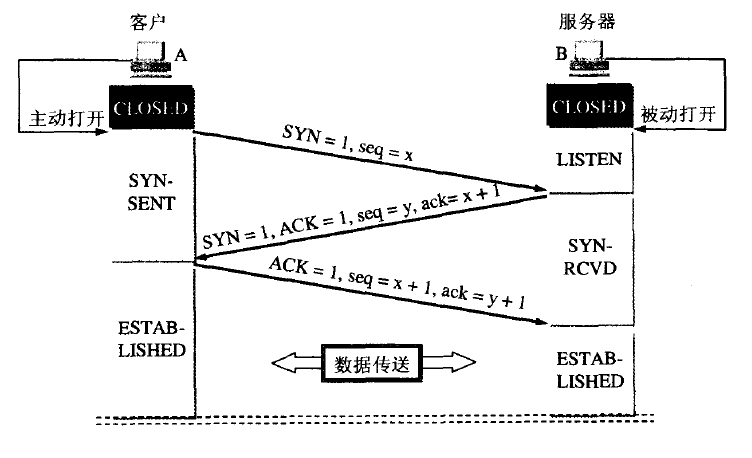 客户
服务器
A
B
CLOSED
CLOSED
主动打开
被动打开
SYN = 1, seq = x
LISTEN
SYN-
SENT
SYN = 1, ACK = 1, seq = y, ack= x + 1
SYN-
RCVD
ACK = 1, seq = x + 1, ack = y + 1
ESTAB-
LISHED
数据传送
ESTAB-
LISHED